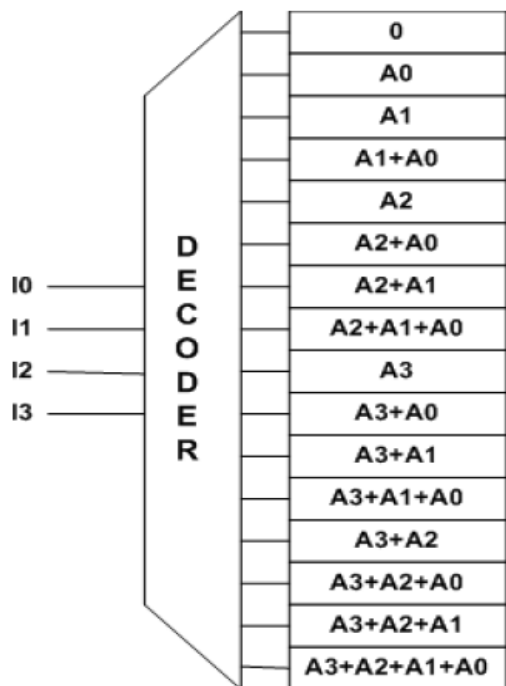 0
A0
A1
A1+A0
A2
A2+A0
A2+A1
A2+A1+A0
A3
A3+A0
A3+A1
A3+A1+A0
A3+A2
A3+A2+A0
A3+A2+A1
A3+A2+A1+A0
DECODER
I0
I1
I2
I3